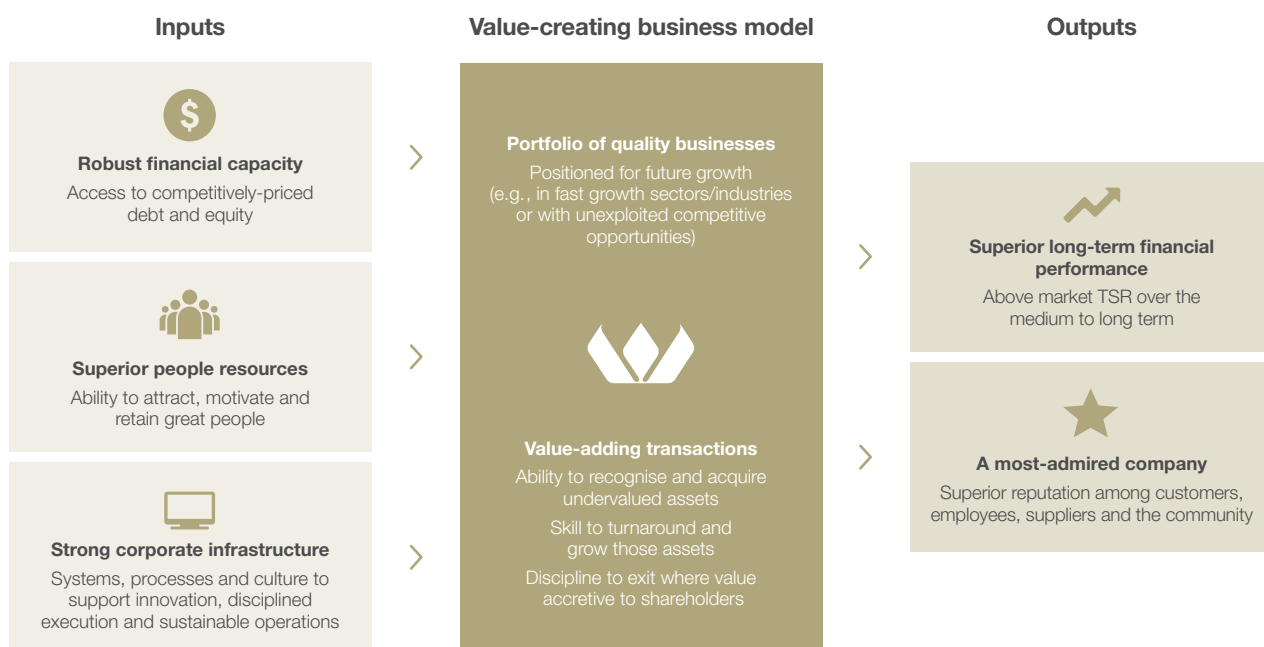 Inputs
Robust financial capacity
Access to competitively-priced
debt and equity
Superior people resources
Ability to attract, motivate and
retain great people
Strong corporate infrastructure
Systems, processes and culture to
support innovation, disciplined
execution and sustainable operations
Value-creating business model
Portfolio of quality businesses
Positioned for future growth
(e.g., in fast growth sectors/industries
or with unexploited competitive
opportunities)
Value-adding transactions
Ability to recognise and acquire
undervalued assets
Skill to turnaround and
grow those assets
Discipline to exit where value
accretive to shareholders
Outputs
Superior long-term financial
performance
Above market TSR over the
medium to long term
A most-admired company
Superior reputation among customers,
employees, suppliers and the community